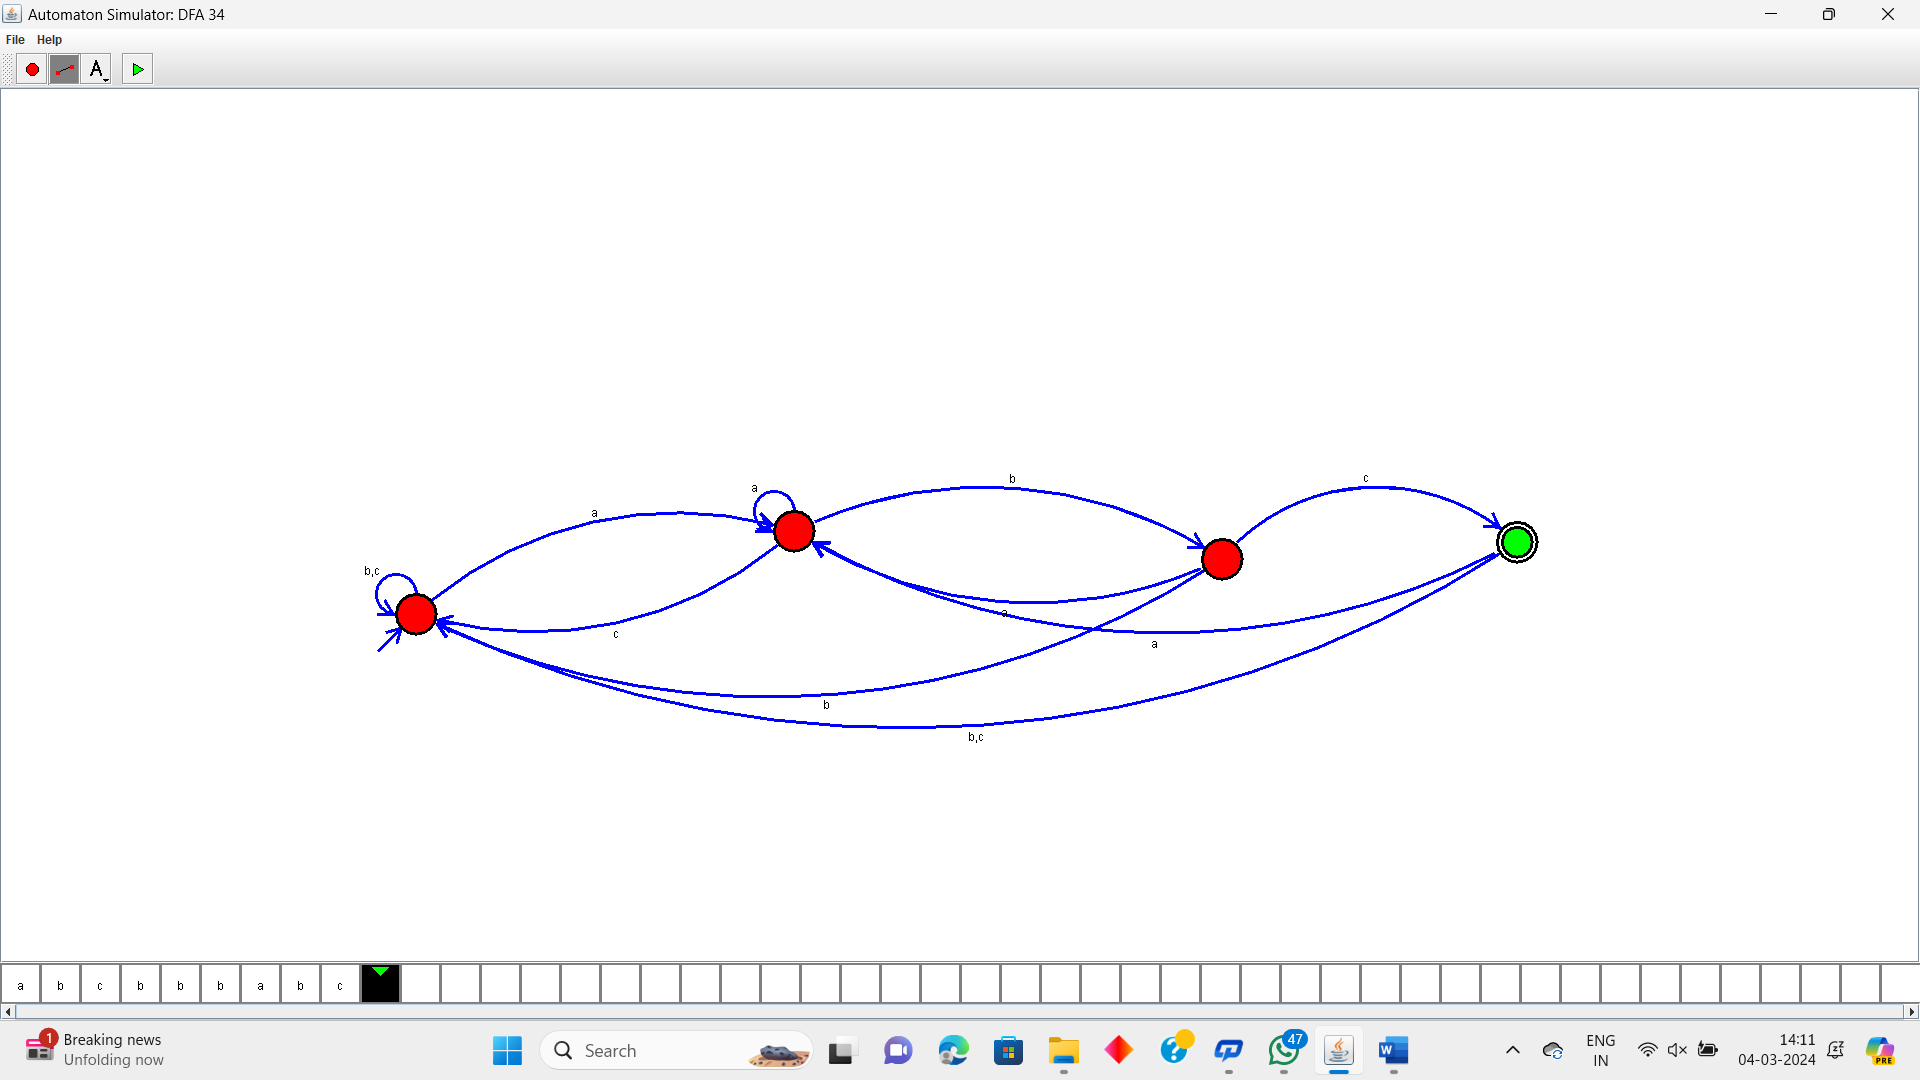 Automaton Simulator: DFA 34
File Help
A
b
c
a
a
b,c
a
c
a
b
b,c
a b c b b b a b c
1 Breaking news
Unfolding now
Search
47
W
PRE
ENG
IN
14:11
04-03-2024